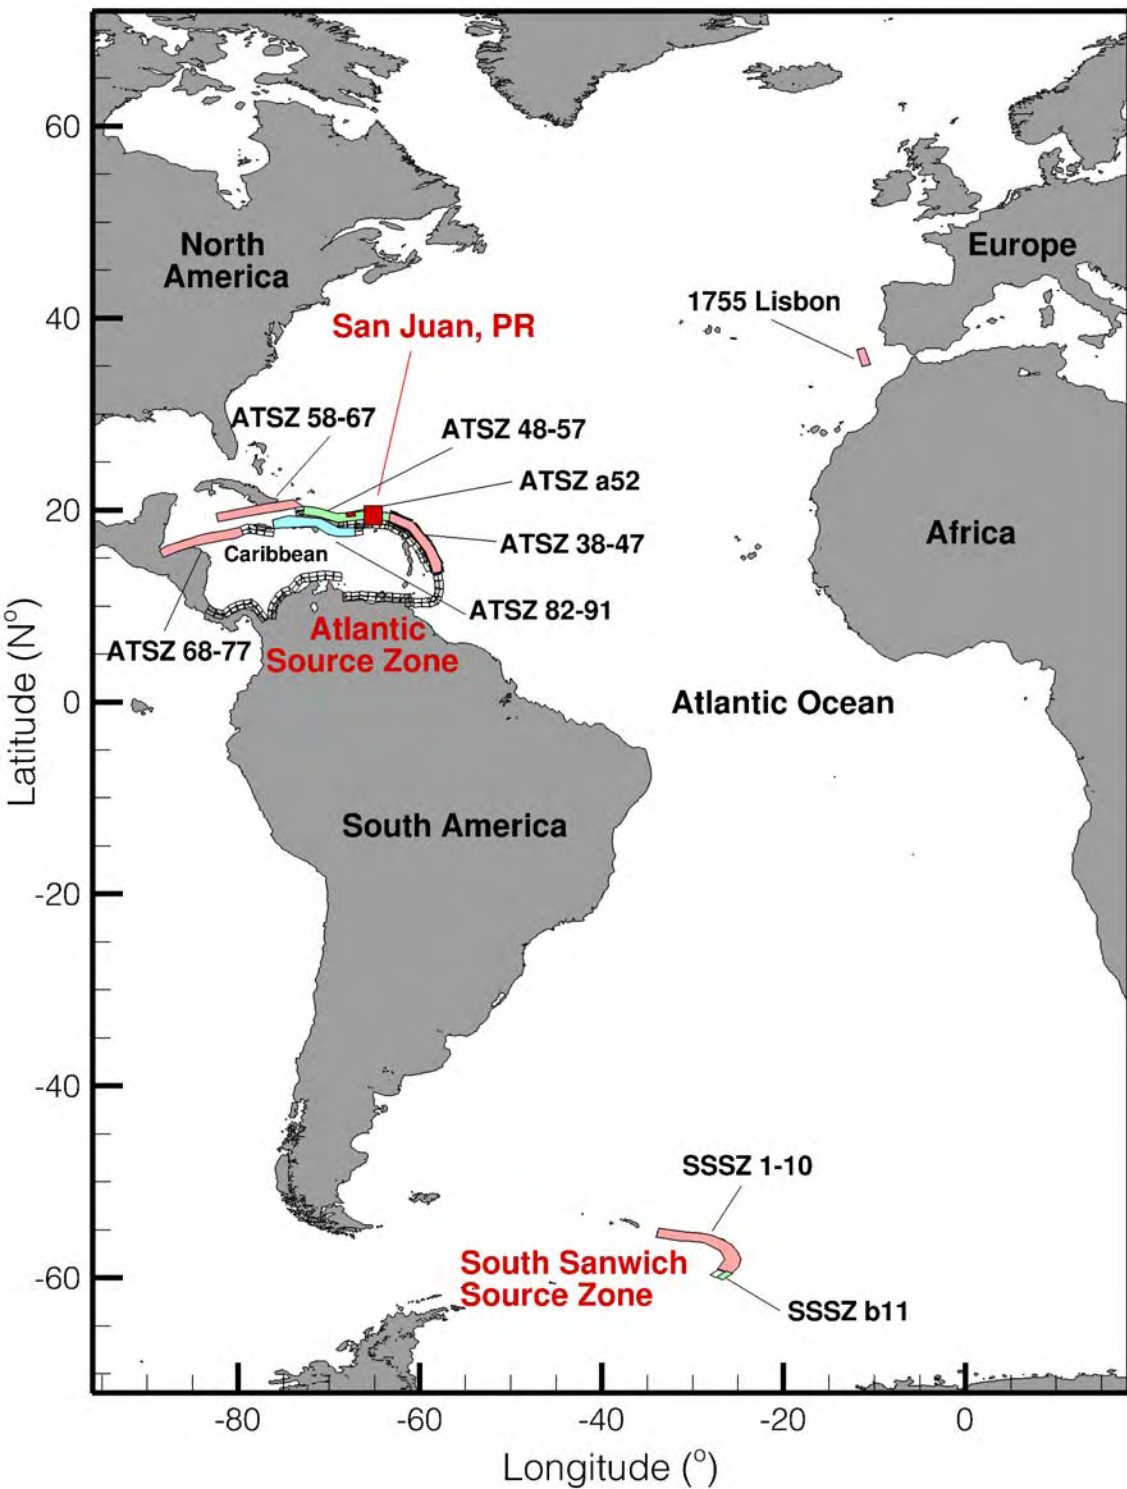 60
North
America
Europe
1755 Lisbon
40
San Juan, PR
ATSZ 58-67
ATSZ 48-57
ATSZ a52
20
Africa
ATSZ 38-47
Caribbean
ATSZ 82-91
Atlantic
Source Zone
ATSZ 68-77
Latitude (Nº)
0
Atlantic Ocean
South America
-20
-40
SSSZ 1-10
South Sanwich
Source Zone
-60
SSSZ b11
-80
-60
-40
-20
0
Longitude (º)